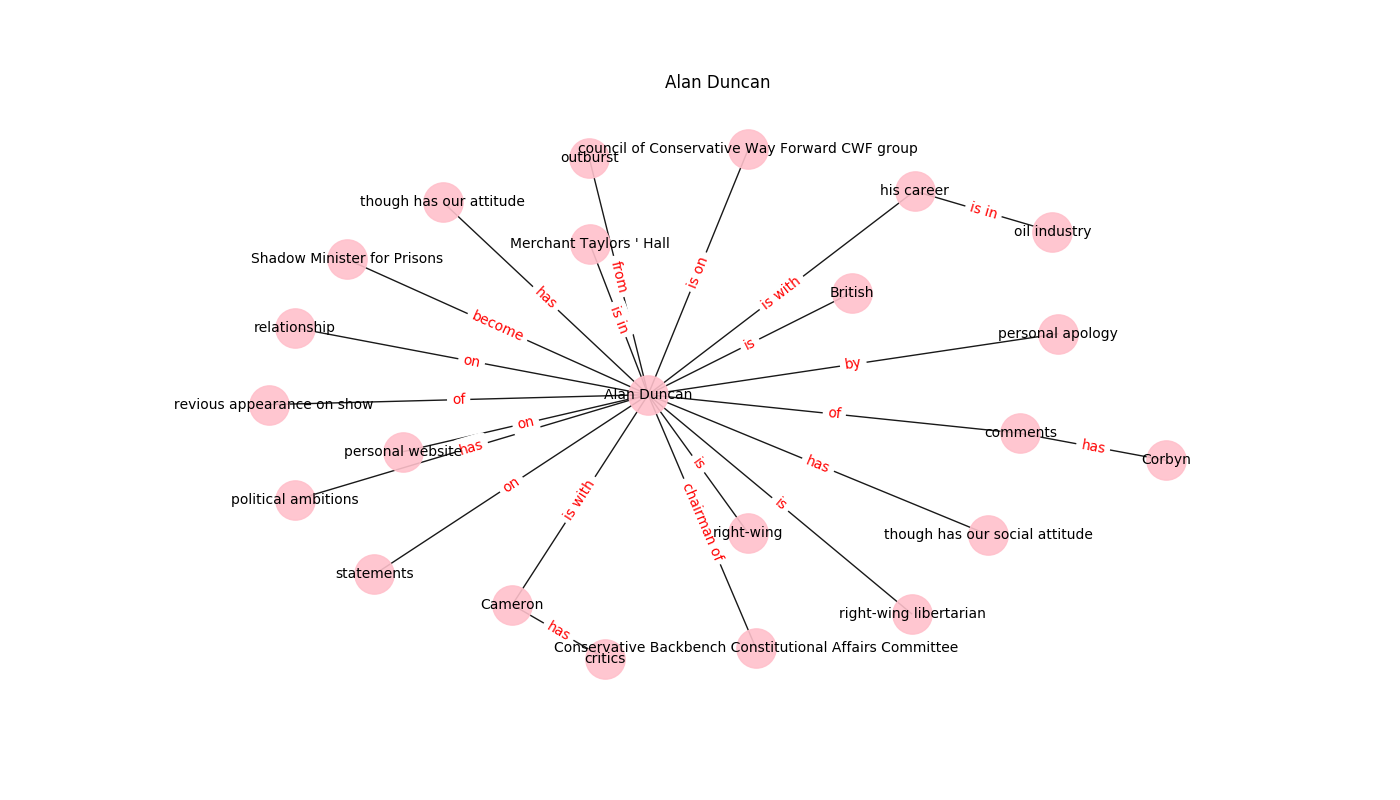 Alan Duncan
council of Conservative Way Forward CWF group
outburst
his career
is in
though has our attitude
oil industry
Merchant Taylors ' Hall
Shadow Minister for Prisons
from
is on
is with
British
has
is in
become
relationship
personal apology
is
on
by
Alan Duncan
of
revious appearance on show
of
on
comments
has
personal website
has
Corbyn
is
has
political ambitions
on
is with
is
chairman of
right-wing
though has our social attitude
statements
Cameron
right-wing libertarian
has
Conservative Backbench Constitutional Affairs Committee
critics